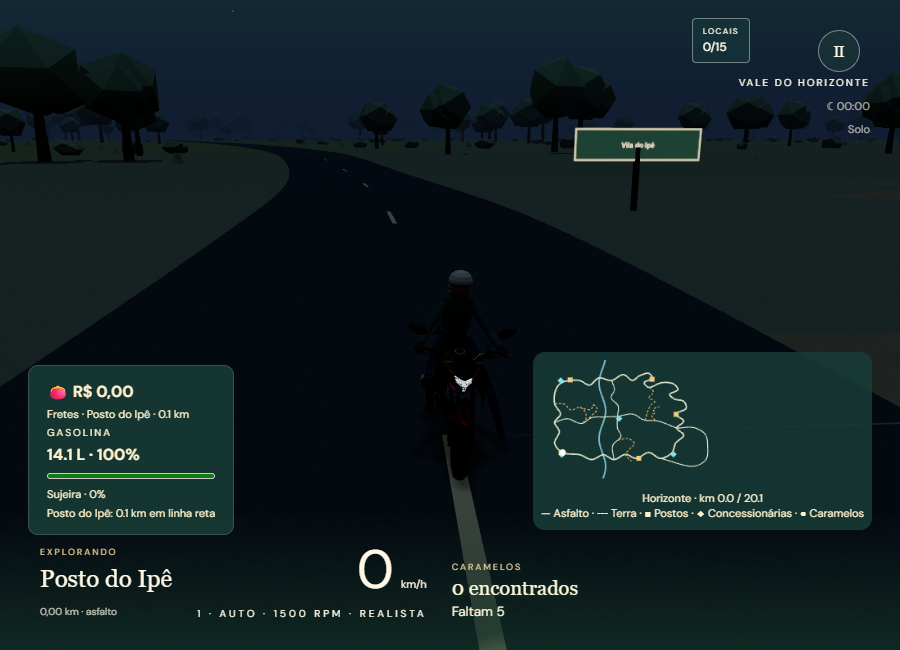 LOCAIS
0/15
II
VALE DO HORIZONTE
☾ 00:00
Solo
Vila do Ipê
R$ 0,00
Fretes · Posto do Ipê · 0.1 km
GASOLINA
14.1 L · 100%
Sujeira · 0%
Posto do Ipê: 0.1 km em linha reta
Horizonte · km 0.0 / 20.1
— Asfalto · --- Terra · ■ Postos · ◆ Concessionárias · ● Caramelos
EXPLORANDO
Posto do Ipê
0,00 km · asfalto
0 km/h
1 · AUTO · 1500 RPM · REALISTA
CARAMELOS
0 encontrados
Faltam 5